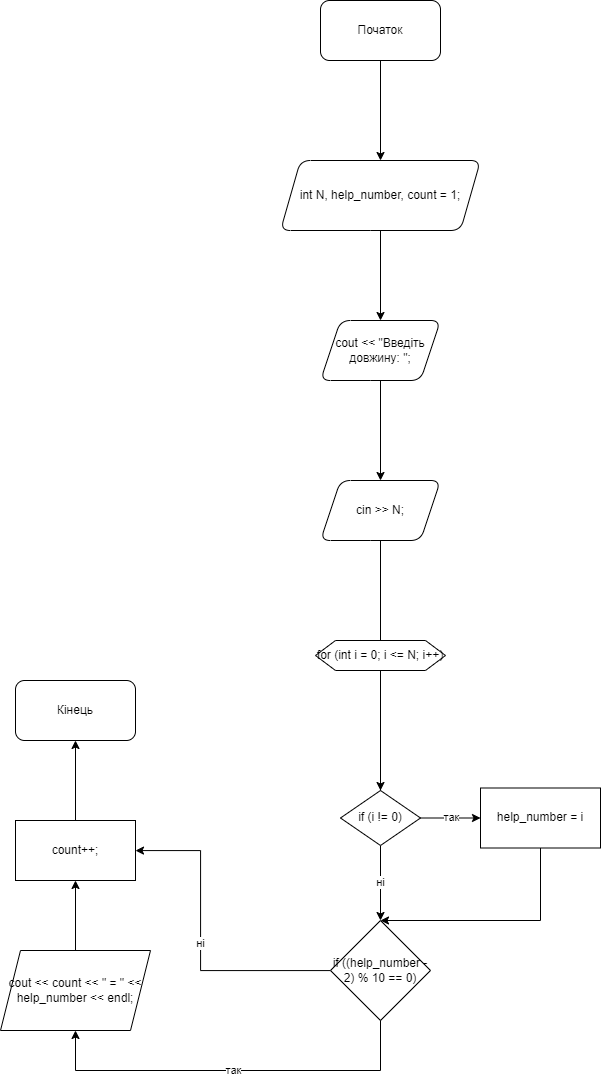 Початок
int N, help_number, count = 1;
cout << "Введіть
довжину: ";
cin >> N;
for (int i = 0; i <= N; i++)
if (i != 0)
так
help_number = i
ні
if ((help_number -
2) % 10 == 0)
ні
так
cout << count << " = " <<
help_number << endl;
count++;
Кінець